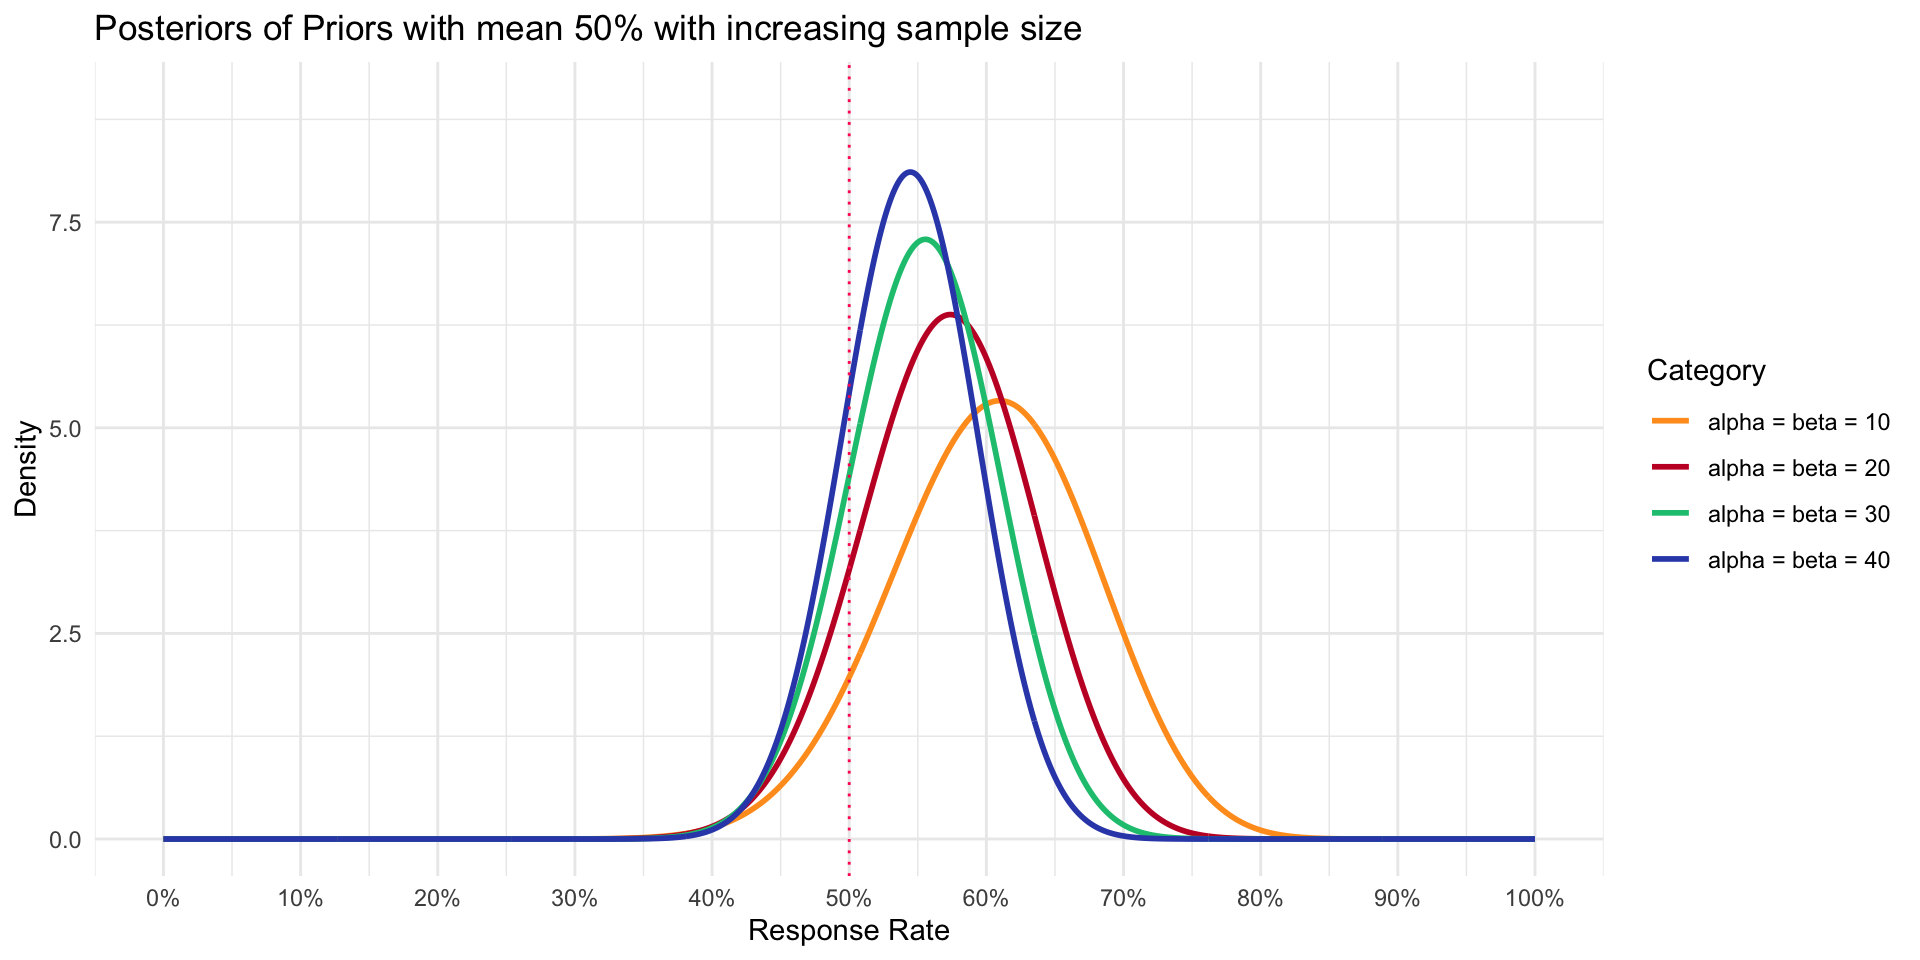 Posteriors of Priors with mean 50% with increasing sample size
Density
7.5
5.0
2.5
0.0
0% 10% 20% 30% 40% 50% 60% 70% 80% 90% 100%
Response Rate
Category
alpha = beta = 10
alpha = beta = 20
alpha = beta = 30
alpha = beta = 40